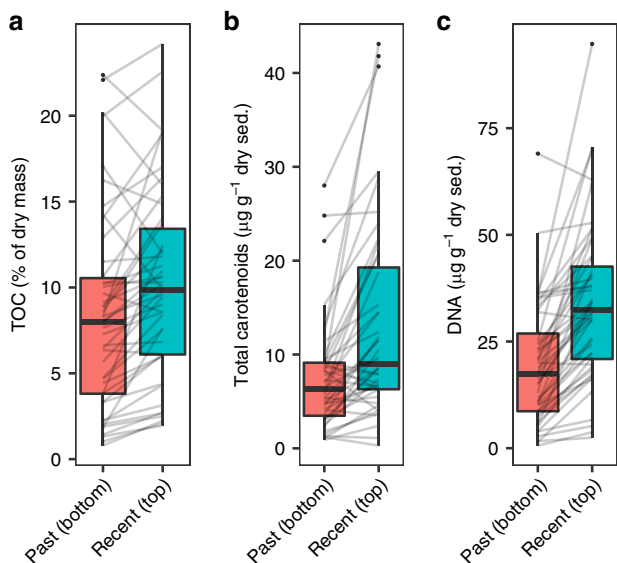 a
TOC (% of dry mass)
20
15
10
5
0
Past (bottom)
Recent (top)
b
Total carotenoids (μg g⁻¹ dry sed.)
40
30
20
10
0
Past (bottom)
Recent (top)
c
DNA (μg g⁻¹ dry sed.)
75
50
25
0
Past (bottom)
Recent (top)